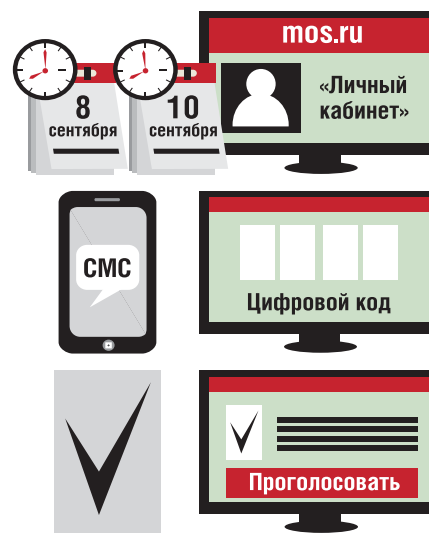 mos.ru
8
сентября
10
сентября
«Личный
кабинет»
СМС
Цифровой код
Проголосовать